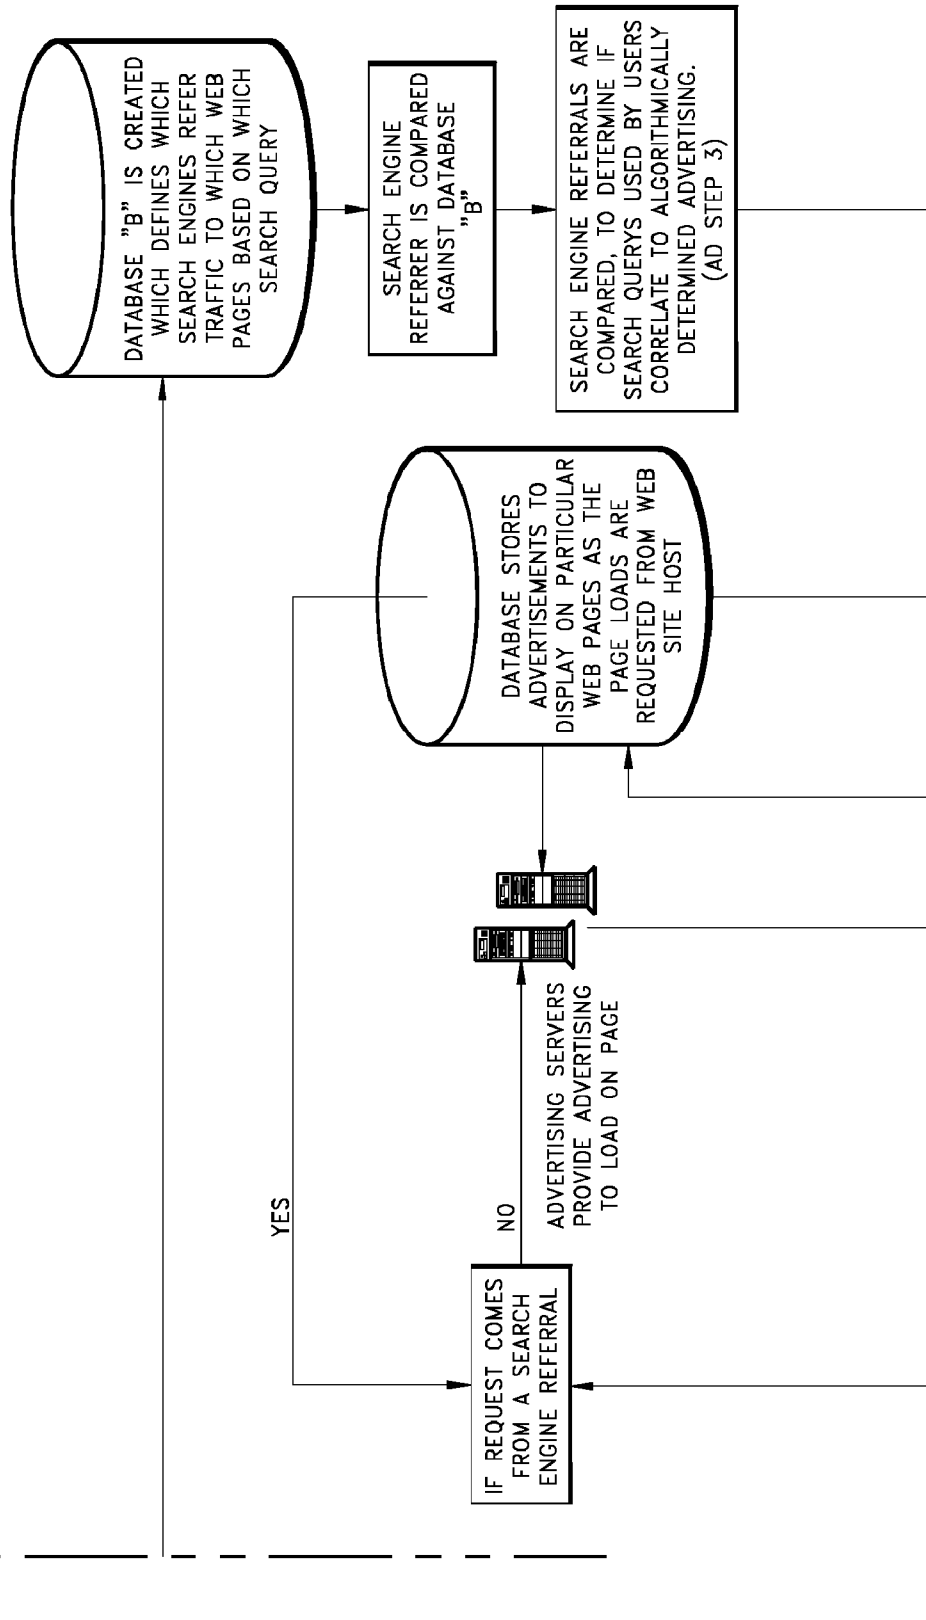 DATABASE "B" IS CREATED
WHICH DEFINES WHICH
SEARCH ENGINES REFER
TRAFFIC TO WHICH WEB
PAGES BASED ON WHICH
SEARCH QUERY
SEARCH ENGINE
REFERRER IS COMPARED
AGAINST DATABASE
"B"
SEARCH ENGINE REFERRALS ARE
COMPARED, TO DETERMINE IF
SEARCH QUERYS USED BY USERS
CORRELATE TO ALGORITHMICALLY
DETERMINED ADVERTISING.
(AD STEP 3)
DATABASE STORES
ADVERTISEMENTS TO
DISPLAY ON PARTICULAR
WEB PAGES AS THE
PAGE LOADS ARE
REQUESTED FROM WEB
SITE HOST
YES
NO
ADVERTISING SERVERS
PROVIDE ADVERTISING
TO LOAD ON PAGE
IF REQUEST COMES
FROM A SEARCH
ENGINE REFERRAL